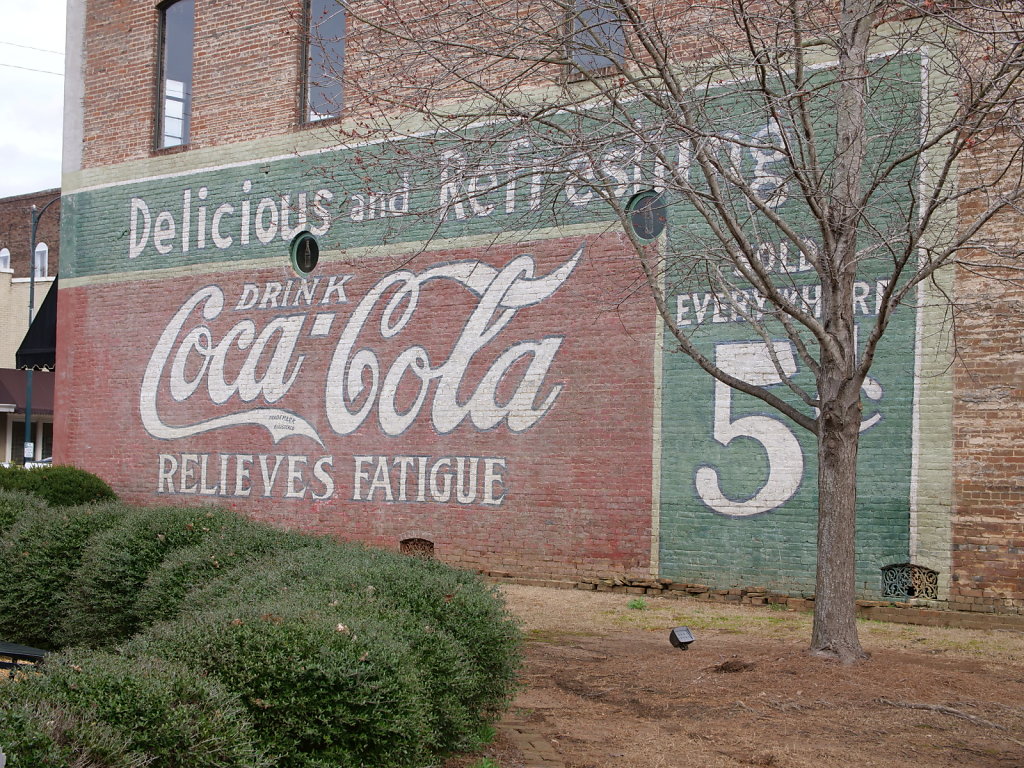 Delicious and Refreshing
DRINK
Coca-Cola
RELIEVES FATIGUE
SOLD
EVERYWHERE
5¢